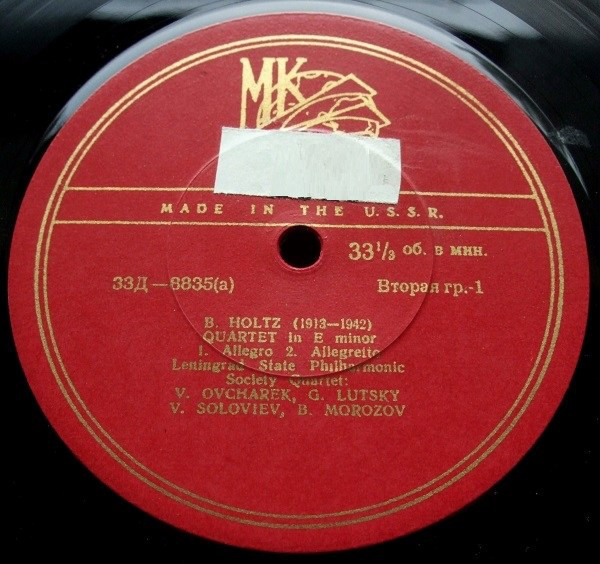 МК
MADE IN THE U.S.S.R.
33⅓ об. в мин.
33Д—8835(а)
Вторая гр.-1
B. HOLTZ (1913—1942)
QUARTET in E minor
1. Allegro 2. Allegretto
Leningrad State Philharmonic
Society Quartet:
V. OVCHAREK, G. LUTSKY
V. SOLOVIEV, B. MOROZOV